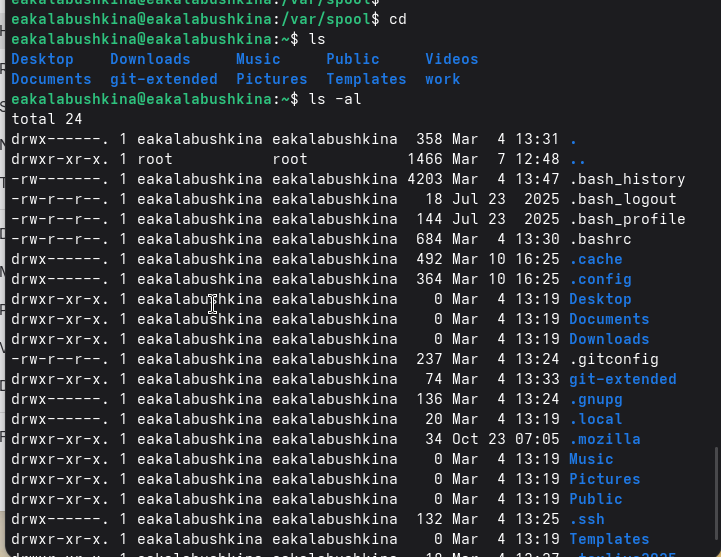 eakalabushkina@eakalabushkina:/var/spool$
eakalabushkina@eakalabushkina:/var/spool$ cd
eakalabushkina@eakalabushkina:~$ ls
Desktop    Downloads     Music     Public     Videos
Documents  git-extended  Pictures  Templates  work
eakalabushkina@eakalabushkina:~$ ls -al
total 24
drwx------. 1 eakalabushkina eakalabushkina  358 Mar  4 13:31 .
drwxr-xr-x. 1 root           root           1466 Mar  7 12:48 ..
-rw-------. 1 eakalabushkina eakalabushkina 4203 Mar  4 13:47 .bash_history
-rw-r--r--. 1 eakalabushkina eakalabushkina   18 Jul 23  2025 .bash_logout
-rw-r--r--. 1 eakalabushkina eakalabushkina  144 Jul 23  2025 .bash_profile
-rw-r--r--. 1 eakalabushkina eakalabushkina  684 Mar  4 13:30 .bashrc
drwx------. 1 eakalabushkina eakalabushkina  492 Mar 10 16:25 .cache
drwx------. 1 eakalabushkina eakalabushkina  364 Mar 10 16:25 .config
drwxr-xr-x. 1 eakalabushkina eakalabushkina    0 Mar  4 13:19 Desktop
drwxr-xr-x. 1 eakalabushkina eakalabushkina    0 Mar  4 13:19 Documents
drwxr-xr-x. 1 eakalabushkina eakalabushkina    0 Mar  4 13:19 Downloads
-rw-r--r--. 1 eakalabushkina eakalabushkina  237 Mar  4 13:24 .gitconfig
drwxr-xr-x. 1 eakalabushkina eakalabushkina   74 Mar  4 13:33 git-extended
drwx------. 1 eakalabushkina eakalabushkina  136 Mar  4 13:24 .gnupg
drwx------. 1 eakalabushkina eakalabushkina   20 Mar  4 13:19 .local
drwxr-xr-x. 1 eakalabushkina eakalabushkina   34 Oct 23 07:05 .mozilla
drwxr-xr-x. 1 eakalabushkina eakalabushkina    0 Mar  4 13:19 Music
drwxr-xr-x. 1 eakalabushkina eakalabushkina    0 Mar  4 13:19 Pictures
drwxr-xr-x. 1 eakalabushkina eakalabushkina    0 Mar  4 13:19 Public
drwx------. 1 eakalabushkina eakalabushkina  132 Mar  4 13:25 .ssh
drwxr-xr-x. 1 eakalabushkina eakalabushkina    0 Mar  4 13:19 Templates